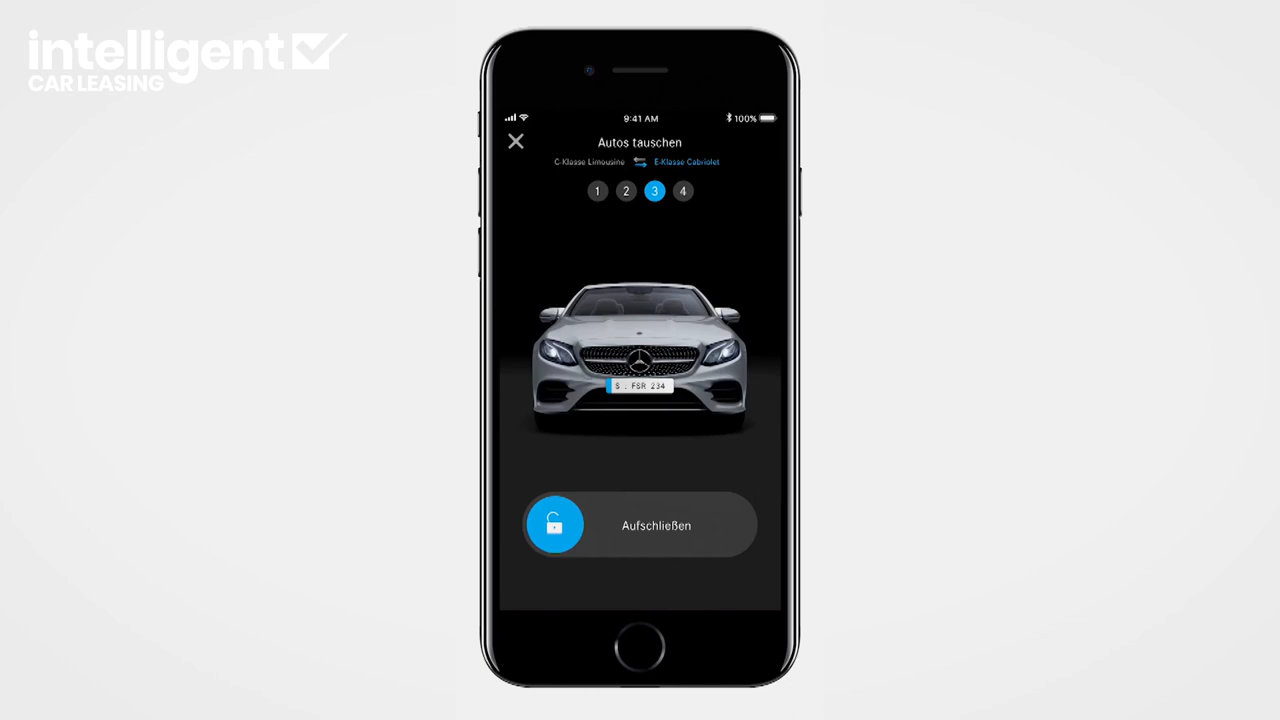 intelligent
CAR LEASING
9:41 AM
100%
Autos tauschen
C-Klasse Limousine
E-Klasse Cabriolet
1 2 3 4
S : FSR 234
Aufschließen